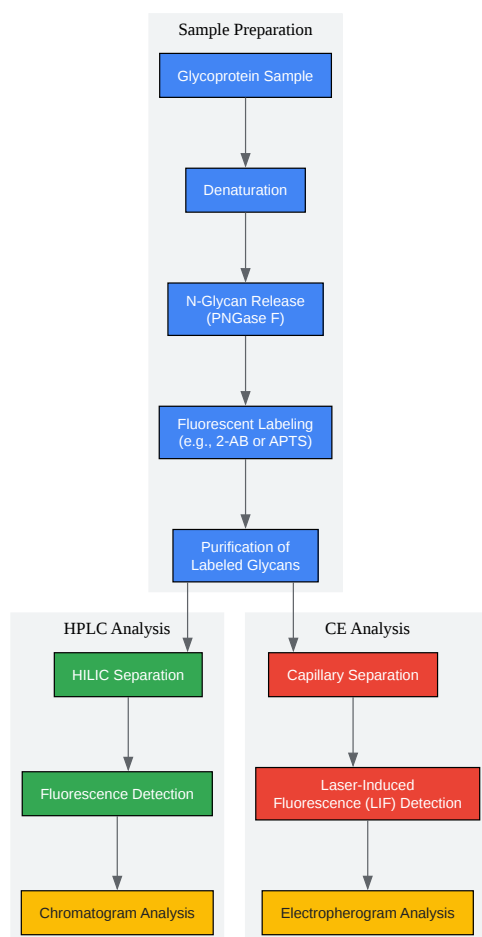 Sample Preparation
Glycoprotein Sample
Denaturation
N-Glycan Release
(PNGase F)
Fluorescent Labeling
(e.g., 2-AB or APTS)
Purification of
Labeled Glycans
HPLC Analysis
HILIC Separation
Fluorescence Detection
Chromatogram Analysis
CE Analysis
Capillary Separation
Laser-Induced
Fluorescence (LIF) Detection
Electropherogram Analysis